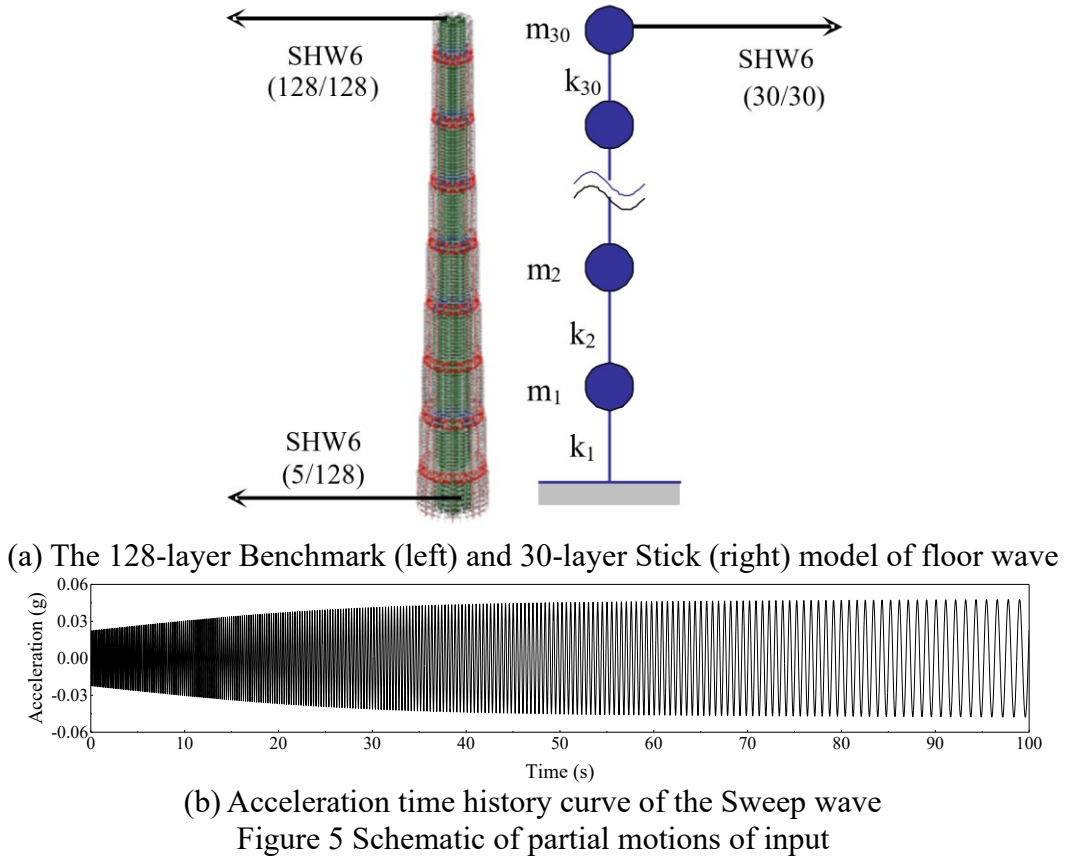 SHW6
(128/128)
SHW6
(5/128)
m30
k30
SHW6
(30/30)
m2
k2
m1
k1
(a) The 128-layer Benchmark (left) and 30-layer Stick (right) model of floor wave
Acceleration (g)
0.06
0.03
0.00
-0.03
-0.06
0 10 20 30 40 50 60 70 80 90 100
Time (s)
(b) Acceleration time history curve of the Sweep wave
Figure 5 Schematic of partial motions of input